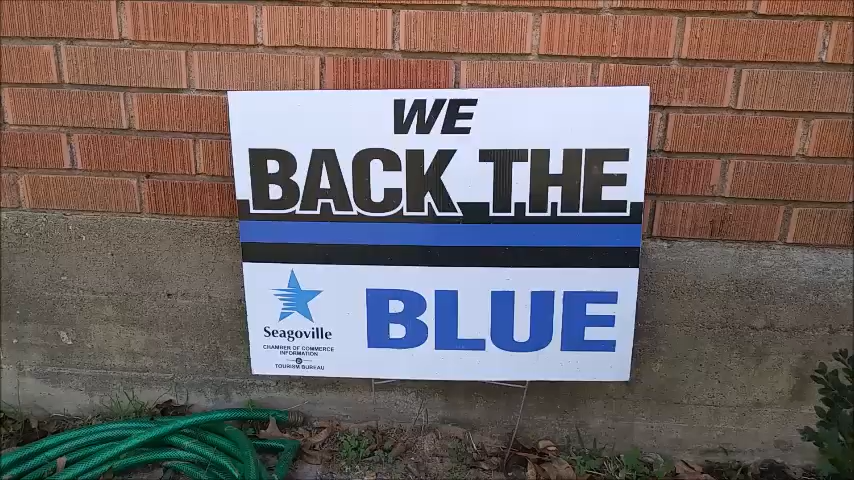 WE
BACK THE
BLUE
Seagoville
CHAMBER OF COMMERCE
INFORMATION
TOURISM BUREAU